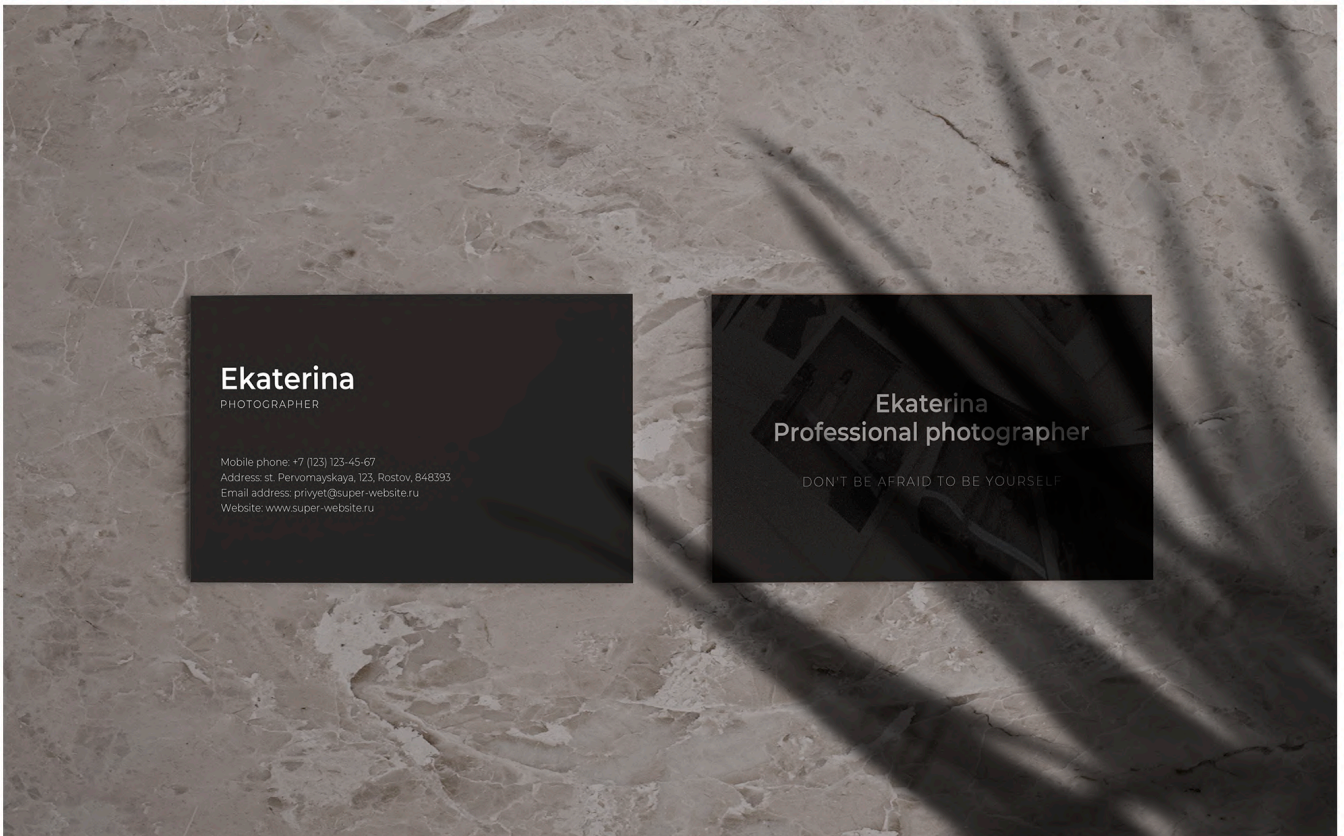 Ekaterina
PHOTOGRAPHER
Mobile phone: +7 (123) 123-45-67
Address: st. Pervomayskaya, 123, Rostov, 848393
Email address: privyet@super-website.ru
Website: www.super-website.ru
Ekaterina
Professional photographer
DON'T BE AFRAID TO BE YOURSELF